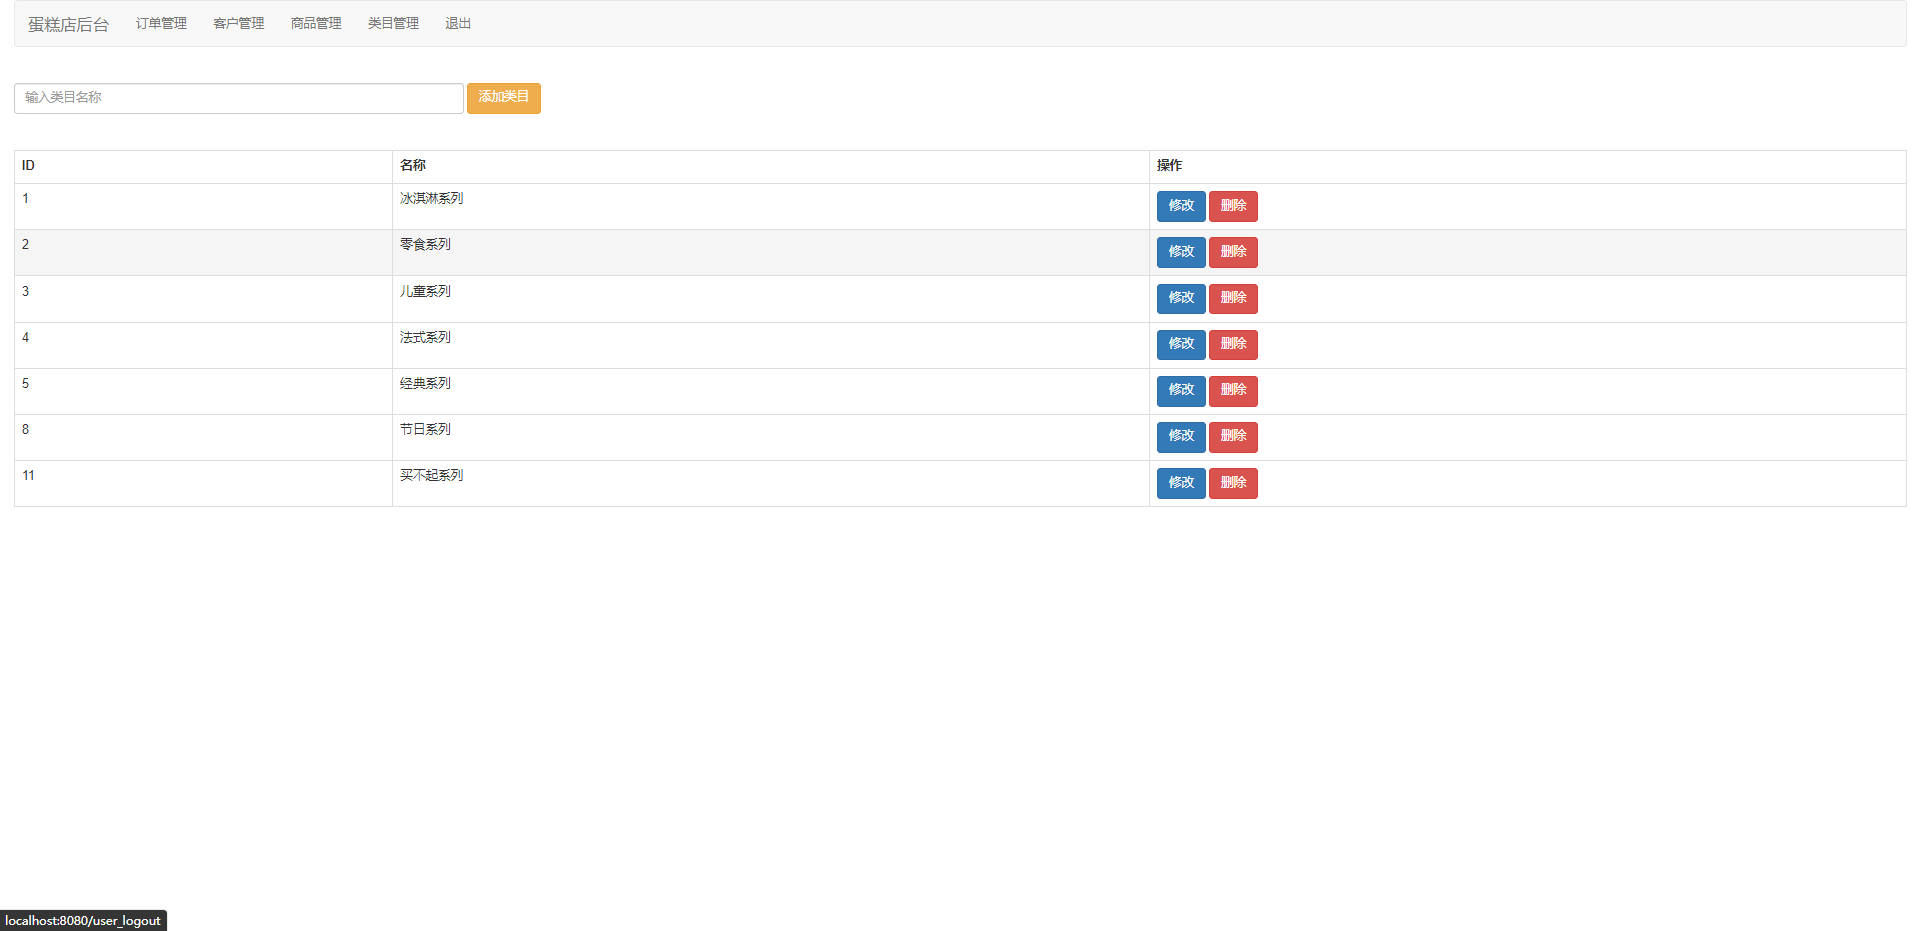 蛋糕店后台 订单管理 客户管理 商品管理 类目管理 退出
输入类目名称 添加类目
ID 名称 操作
1 冰淇淋系列 修改 删除
2 零食系列 修改 删除
3 儿童系列 修改 删除
4 法式系列 修改 删除
5 经典系列 修改 删除
8 节日系列 修改 删除
11 买不起系列 修改 删除
localhost:8080/user_logout